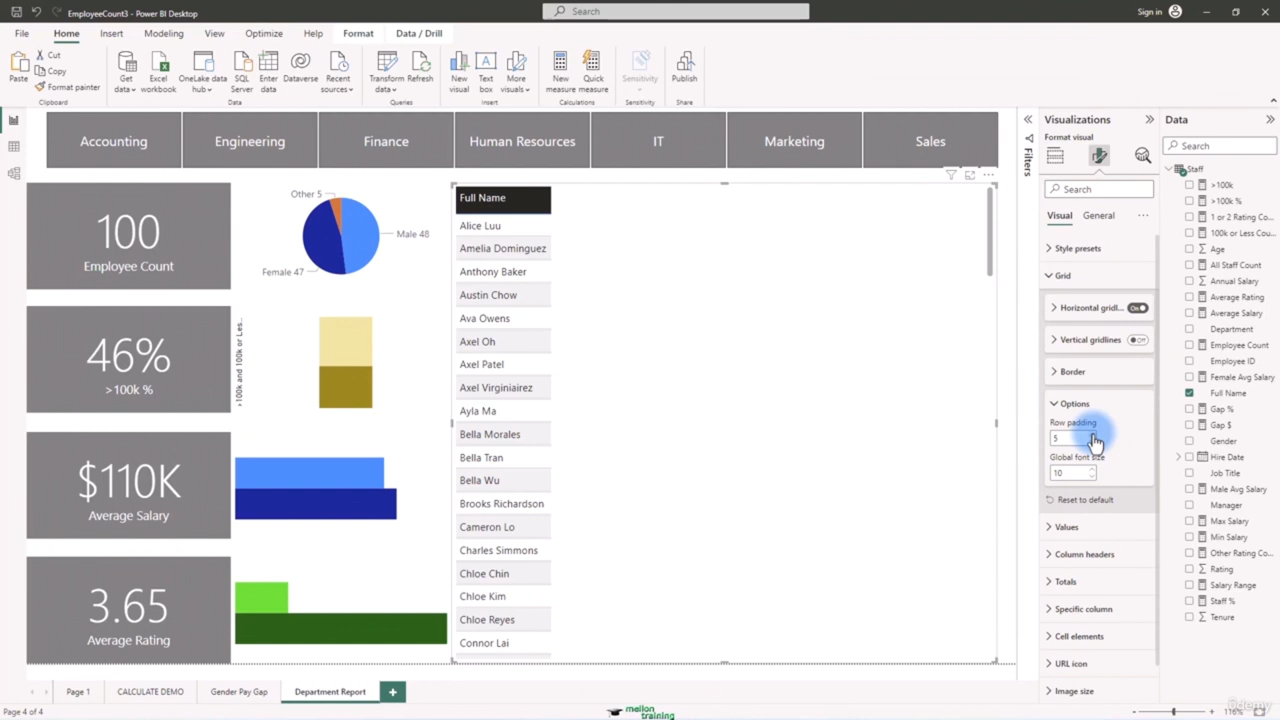 EmployeeCount3 - Power BI Desktop
Search
Sign in
File
Home
Insert
Modeling
View
Optimize
Help
Format
Data / Drill
Paste
Cut
Copy
Format painter
Clipboard
Get data
Excel workbook
OneLake data hub
SQL Server
Enter data
Dataverse
Recent sources
Data
Transform data
Refresh
Queries
New visual
Text box
More visuals
Insert
New measure
Quick measure
Calculations
Sensitivity
Sensitivity
Publish
Share
Accounting
Engineering
Finance
Human Resources
IT
Marketing
Sales
100
Employee Count
Other 5
Male 48
Female 47
46%
>100k %
>100k and 100k or Les...
$110K
Average Salary
3.65
Average Rating
Full Name
Alice Luu
Amelia Dominguez
Anthony Baker
Austin Chow
Ava Owens
Axel Oh
Axel Patel
Axel Virginiairez
Ayla Ma
Bella Morales
Bella Tran
Bella Wu
Brooks Richardson
Cameron Lo
Charles Simmons
Chloe Chin
Chloe Kim
Chloe Reyes
Connor Lai
Filters
Visualizations
Format visual
Search
Visual
General
Style presets
Grid
Horizontal gridl...
On
Vertical gridlines
Off
Border
Options
Row padding
5
Global font size
10
Reset to default
Values
Column headers
Totals
Specific column
Cell elements
URL icon
Image size
Data
Search
Staff
>100k
>100k %
1 or 2 Rating Co...
100k or Less Cou...
Age
All Staff Count
Annual Salary
Average Rating
Average Salary
Department
Employee Count
Employee ID
Female Avg Salary
Full Name
Gap %
Gap $
Gender
Hire Date
Job Title
Male Avg Salary
Manager
Max Salary
Min Salary
Other Rating Co...
Rating
Salary Range
Staff %
Tenure
Page 1
CALCULATE DEMO
Gender Pay Gap
Department Report
Page 4 of 4
mellon training
116%
udemy